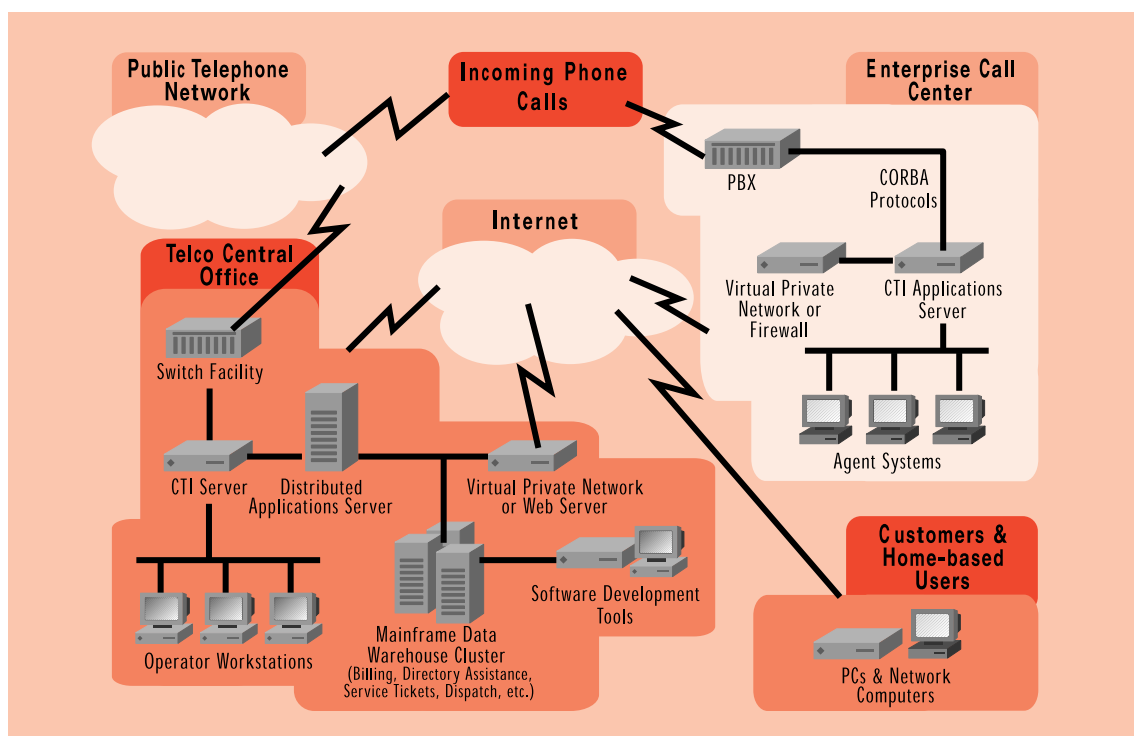 Public Telephone
Network
Incoming Phone
Calls
Enterprise Call
Center
PBX
CORBA
Protocols
Internet
Telco Central
Office
Virtual Private
Network or
Firewall
CTI Applications
Server
Switch Facility
Agent Systems
CTI Server
Distributed
Applications Server
Virtual Private Network
or Web Server
Customers &
Home-based
Users
Software Development
Tools
Operator Workstations
Mainframe Data
Warehouse Cluster
(Billing, Directory Assistance,
Service Tickets, Dispatch, etc.)
PCs & Network
Computers